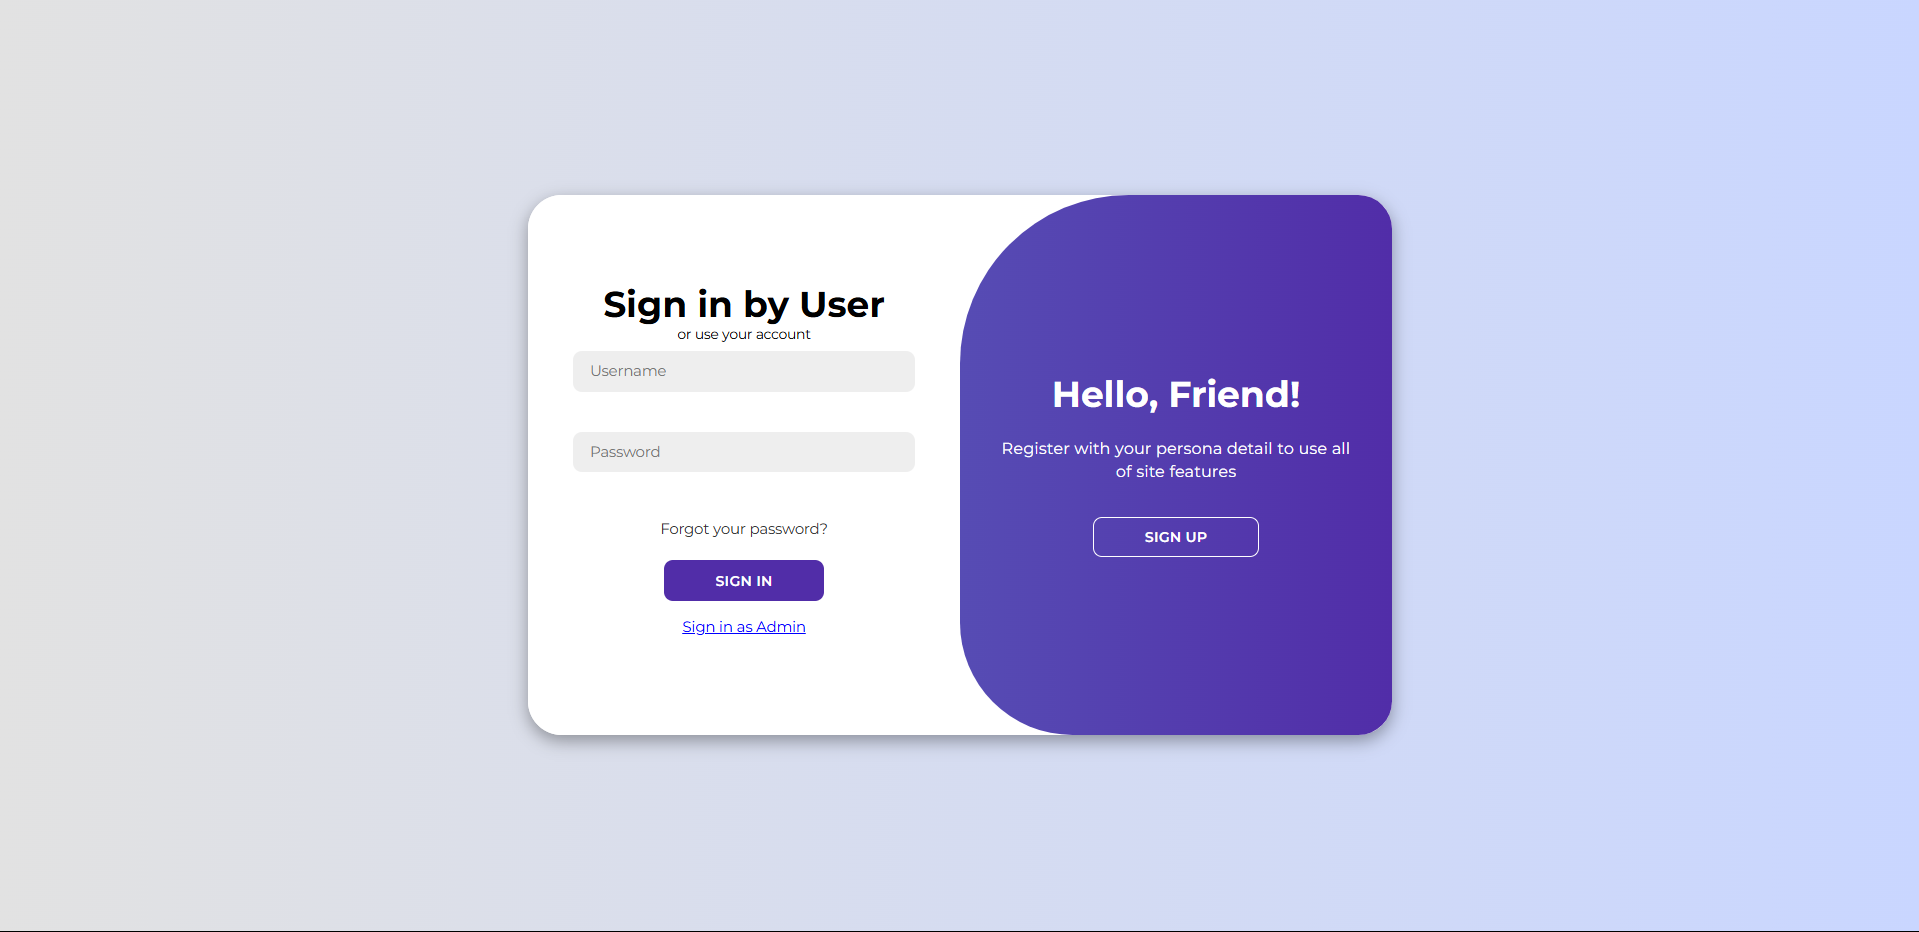 Sign in by User
or use your account
Username
Password
Forgot your password?
SIGN IN
Sign in as Admin
Hello, Friend!
Register with your persona detail to use all
of site features
SIGN UP